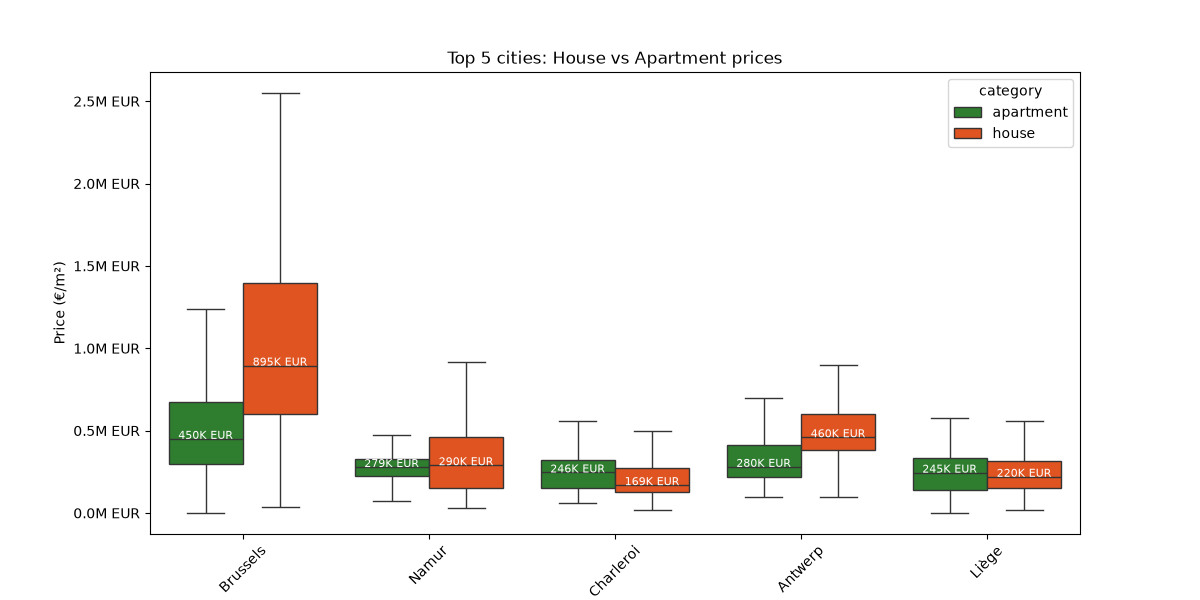 Top 5 cities: House vs Apartment prices
category
apartment
house
Price (€/m²)
2.5M EUR
2.0M EUR
1.5M EUR
1.0M EUR
0.5M EUR
0.0M EUR
450K EUR
895K EUR
279K EUR
290K EUR
246K EUR
169K EUR
280K EUR
460K EUR
245K EUR
220K EUR
Brussels
Namur
Charleroi
Antwerp
Liège